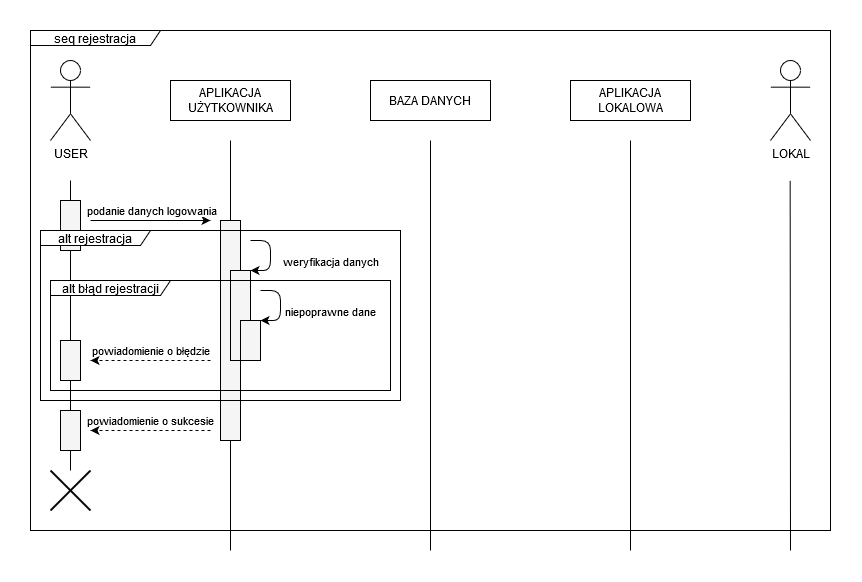 seq rejestracja
USER
APLIKACJA
UŻYTKOWNIKA
BAZA DANYCH
APLIKACJA
LOKALOWA
LOKAL
podanie danych logowania
alt rejestracja
weryfikacja danych
alt błąd rejestracji
niepoprawne dane
powiadomienie o błędzie
powiadomienie o sukcesie